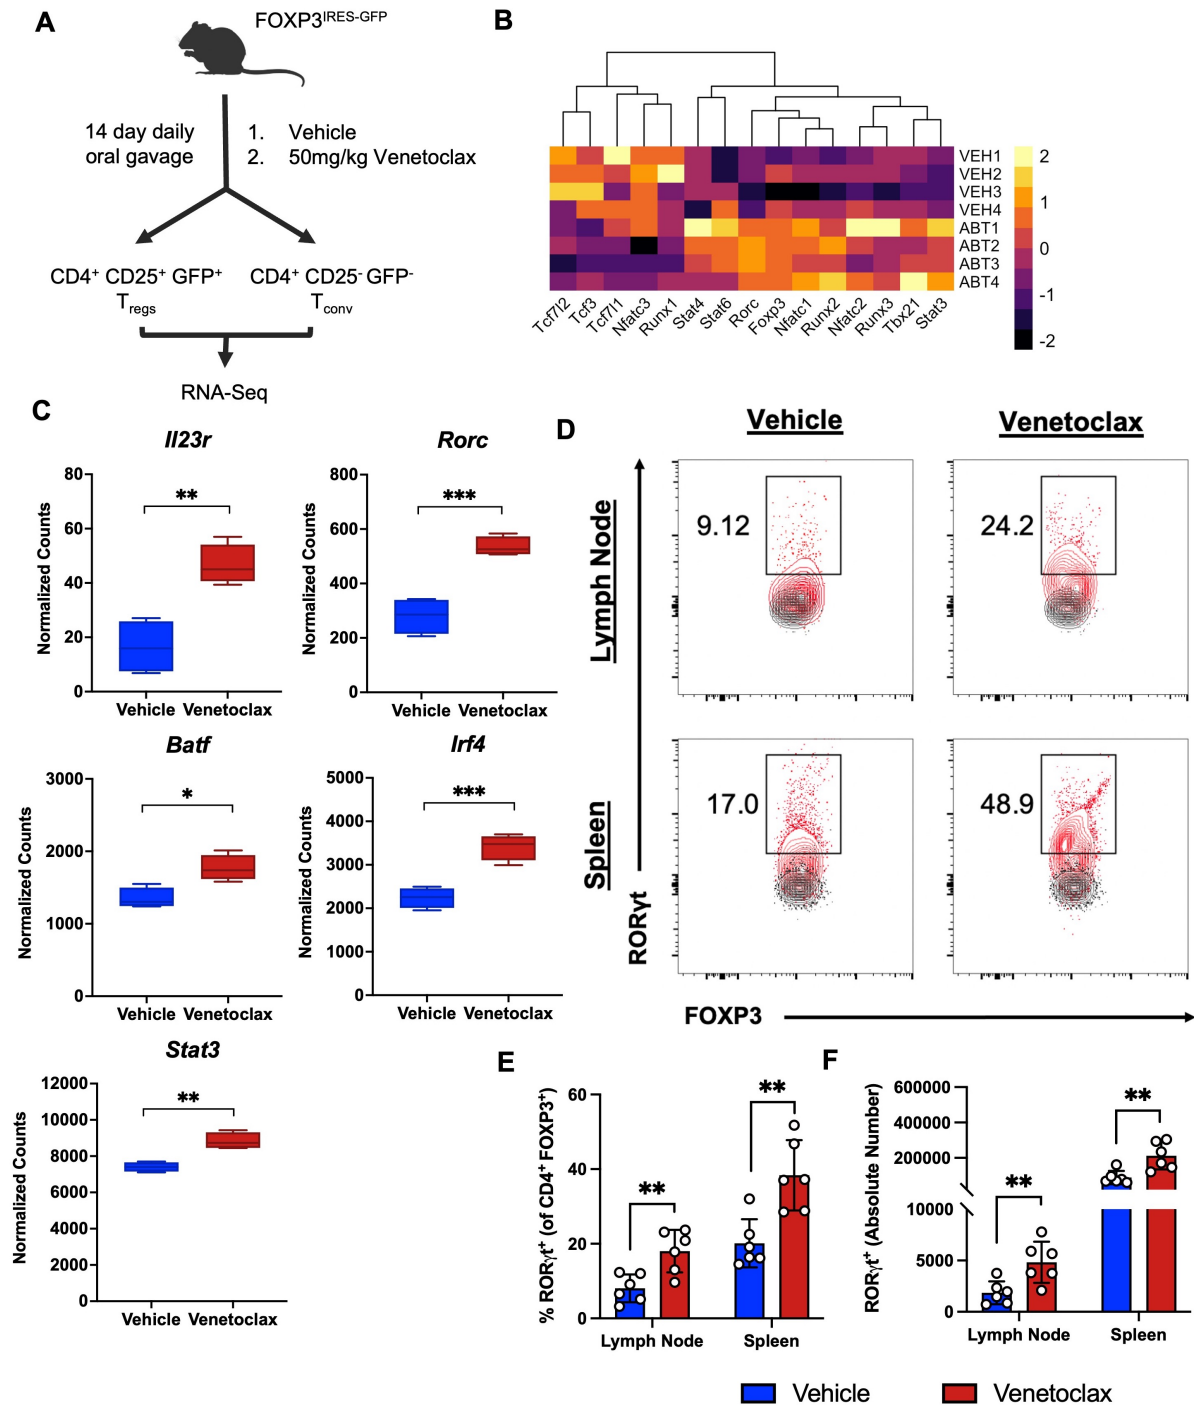 A
FOXP3IRES-GFP
14 day daily
oral gavage
1. Vehicle
2. 50mg/kg Venetoclax
CD4+ CD25+ GFP+
Tregs
CD4+ CD25- GFP-
Tconv
RNA-Seq
B
VEH1
VEH2
VEH3
VEH4
ABT1
ABT2
ABT3
ABT4
Tcf7l2
Tcf3
Tcf7l1
Nfatc3
Runx1
Stat4
Stat6
Rorc
Foxp3
Nfatc1
Runx2
Nfatc2
Runx3
Tbx21
Stat3
2
1
0
-1
-2
C
Il23r
Normalized Counts
80
60
40
20
0
**
Vehicle Venetoclax
Rorc
Normalized Counts
800
600
400
200
0
***
Vehicle Venetoclax
Batf
Normalized Counts
3000
2000
1000
0
*
Vehicle Venetoclax
Irf4
Normalized Counts
5000
4000
3000
2000
1000
0
***
Vehicle Venetoclax
Stat3
Normalized Counts
12000
10000
8000
6000
4000
2000
0
**
Vehicle Venetoclax
D
Vehicle
Venetoclax
Lymph Node
9.12
24.2
Spleen
17.0
48.9
RORγt
FOXP3
E
% RORγt+ (of CD4+ FOXP3+)
60
40
20
0
**
**
Lymph Node
Spleen
F
RORγt+ (Absolute Number)
600000
400000
200000
10000
5000
0
**
**
Lymph Node
Spleen
Vehicle
Venetoclax